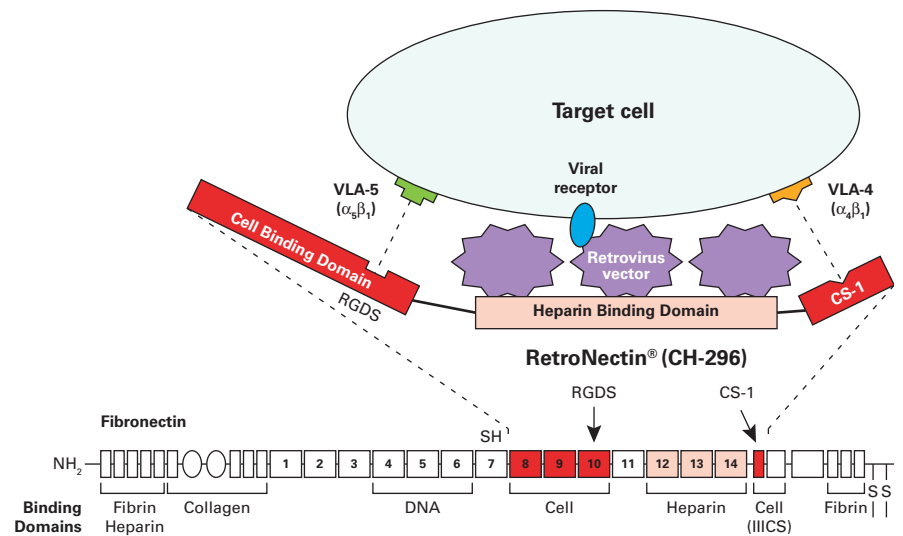 Target cell
Viral
receptor
VLA-5
(α₅β₁)
VLA-4
(α₄β₁)
Cell Binding Domain
RGDS
Retrovirus
vector
CS-1
Heparin Binding Domain
RetroNectin® (CH-296)
RGDS
CS-1
Fibronectin
SH
NH₂
1 2 3 4 5 6 7 8 9 10 11 12 13 14
S S
Binding
Domains
Fibrin
Heparin
Collagen
DNA
Cell
Heparin
Cell
(IIICS)
Fibrin